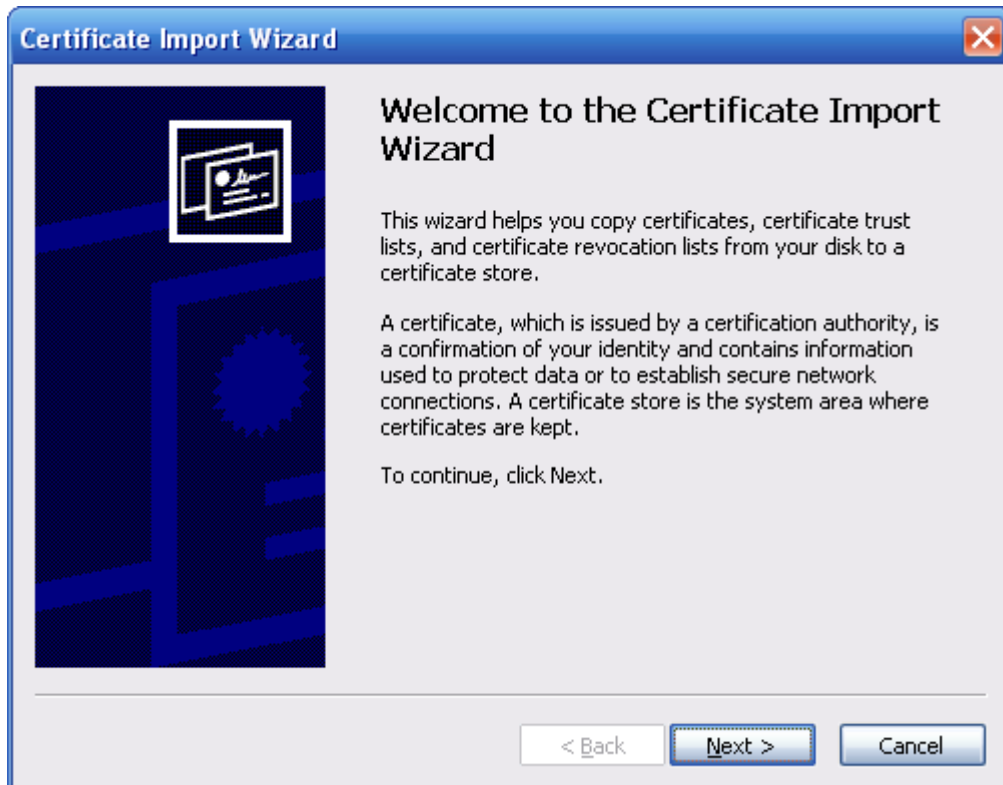 Certificate Import Wizard
Welcome to the Certificate Import
Wizard
This wizard helps you copy certificates, certificate trust
lists, and certificate revocation lists from your disk to a
certificate store.
A certificate, which is issued by a certification authority, is
a confirmation of your identity and contains information
used to protect data or to establish secure network
connections. A certificate store is the system area where
certificates are kept.
To continue, click Next.
< Back
Next >
Cancel